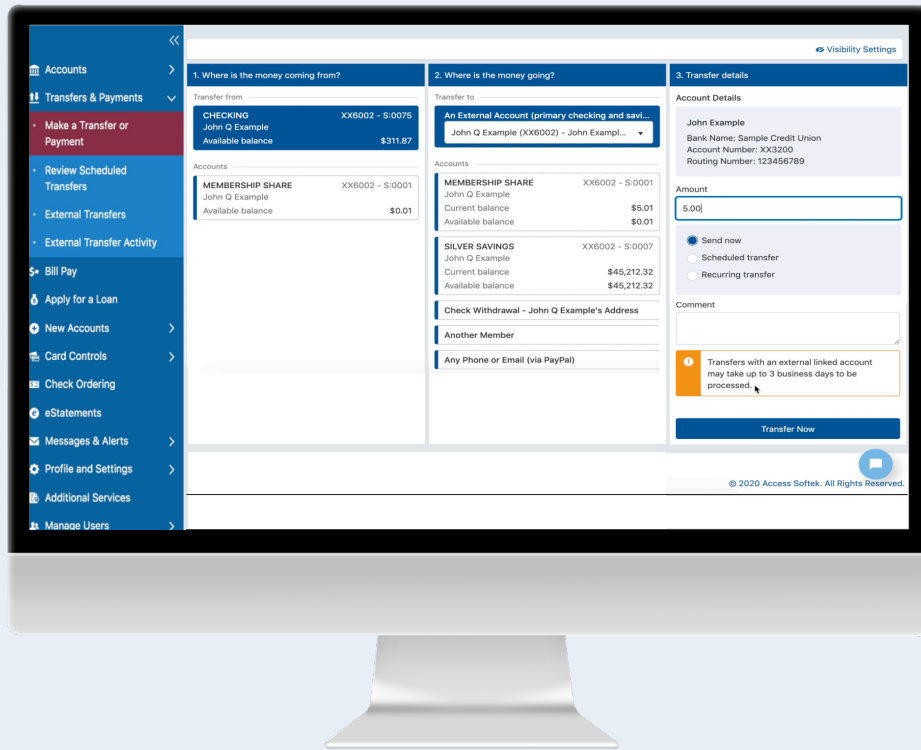 Visibility Settings
Accounts
Transfers & Payments
Make a Transfer or
Payment
Review Scheduled
Transfers
External Transfers
External Transfer Activity
Bill Pay
Apply for a Loan
New Accounts
Card Controls
Check Ordering
eStatements
Messages & Alerts
Profile and Settings
Additional Services
Manage Users
1. Where is the money coming from?
Transfer from
CHECKING XX6002 - S:0075
John Q Example
Available balance $311.87
Accounts
MEMBERSHIP SHARE XX6002 - S:0001
John Q Example
Available balance $0.01
2. Where is the money going?
Transfer to
An External Account (primary checking and savi...
John Q Example (XX6002) - John Exampl...
Accounts
MEMBERSHIP SHARE XX6002 - S:0001
John Q Example
Current balance $5.01
Available balance $0.01
SILVER SAVINGS XX6002 - S:0007
John Q Example
Current balance $45,212.32
Available balance $45,212.32
Check Withdrawal - John Q Example's Address
Another Member
Any Phone or Email (via PayPal)
3. Transfer details
Account Details
John Example
Bank Name: Sample Credit Union
Account Number: XX3200
Routing Number: 123456789
Amount
5.00
Send now
Scheduled transfer
Recurring transfer
Comment
Transfers with an external linked account
may take up to 3 business days to be
processed.
Transfer Now
© 2020 Access Softek. All Rights Reserved.